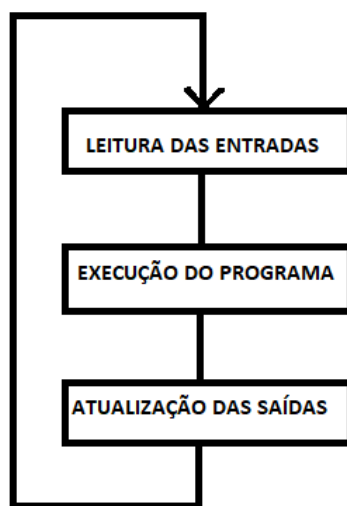 LEITURA DAS ENTRADAS
EXECUÇÃO DO PROGRAMA
ATUALIZAÇÃO DAS SAÍDAS